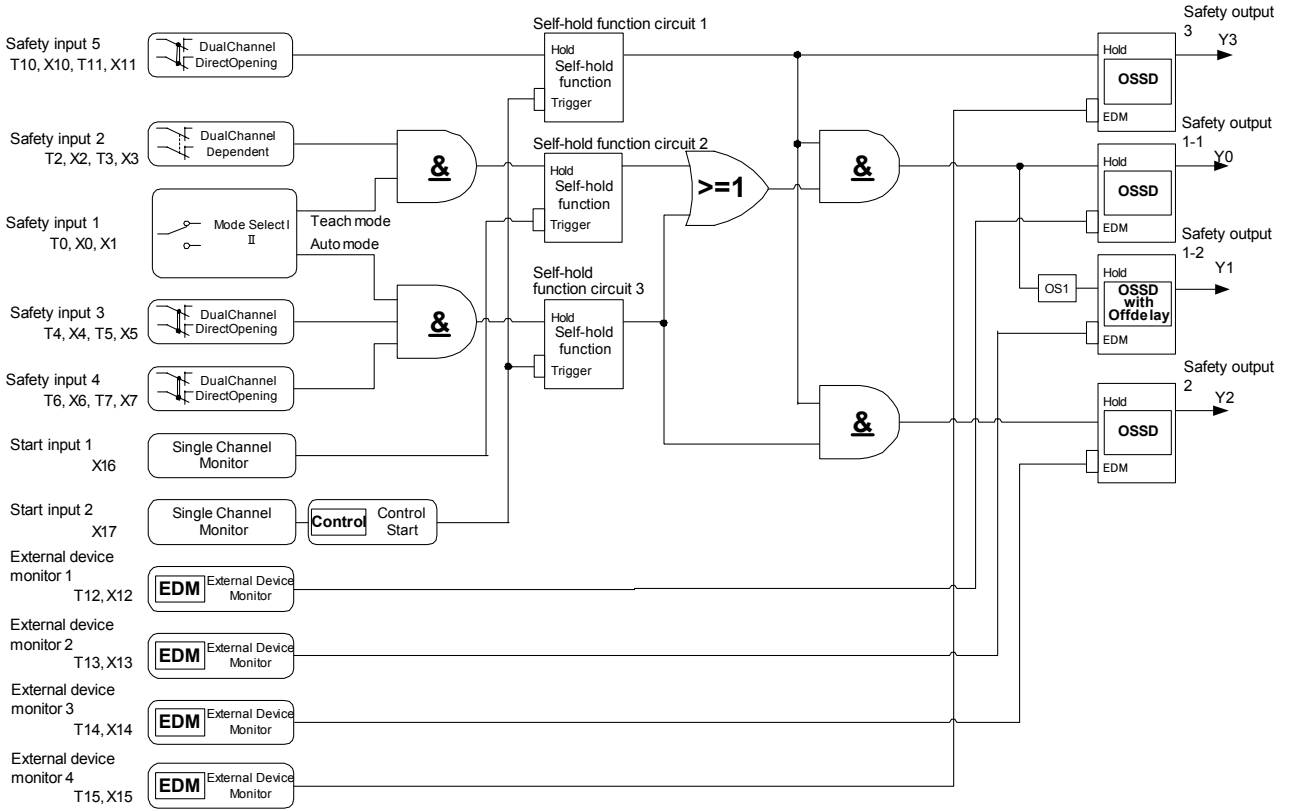 Safety input 5
T10, X10, T11, X11
DualChannel
DirectOpening
Safety input 2
T2, X2, T3, X3
DualChannel
Dependent
Safety input 1
T0, X0, X1
Mode Select I
II
Teach mode
Auto mode
Safety input 3
T4, X4, T5, X5
DualChannel
DirectOpening
Safety input 4
T6, X6, T7, X7
DualChannel
DirectOpening
Start input 1
X16
Single Channel
Monitor
Start input 2
X17
Single Channel
Monitor
Control
Control
Start
External device
monitor 1
T12, X12
EDM
External Device
Monitor
External device
monitor 2
T13, X13
EDM
External Device
Monitor
External device
monitor 3
T14, X14
EDM
External Device
Monitor
External device
monitor 4
T15, X15
EDM
External Device
Monitor
&
&
Self-hold function circuit 1
Hold
Self-hold
function
Trigger
Self-hold function circuit 2
Hold
Self-hold
function
Trigger
Self-hold
function circuit 3
Hold
Self-hold
function
Trigger
>=1
&
&
OS1
Safety output
3
Y3
Hold
OSSD
EDM
Safety output
1-1
Y0
Hold
OSSD
EDM
Safety output
1-2
Y1
Hold
OSSD
with
Offdelay
EDM
Safety output
2
Y2
Hold
OSSD
EDM